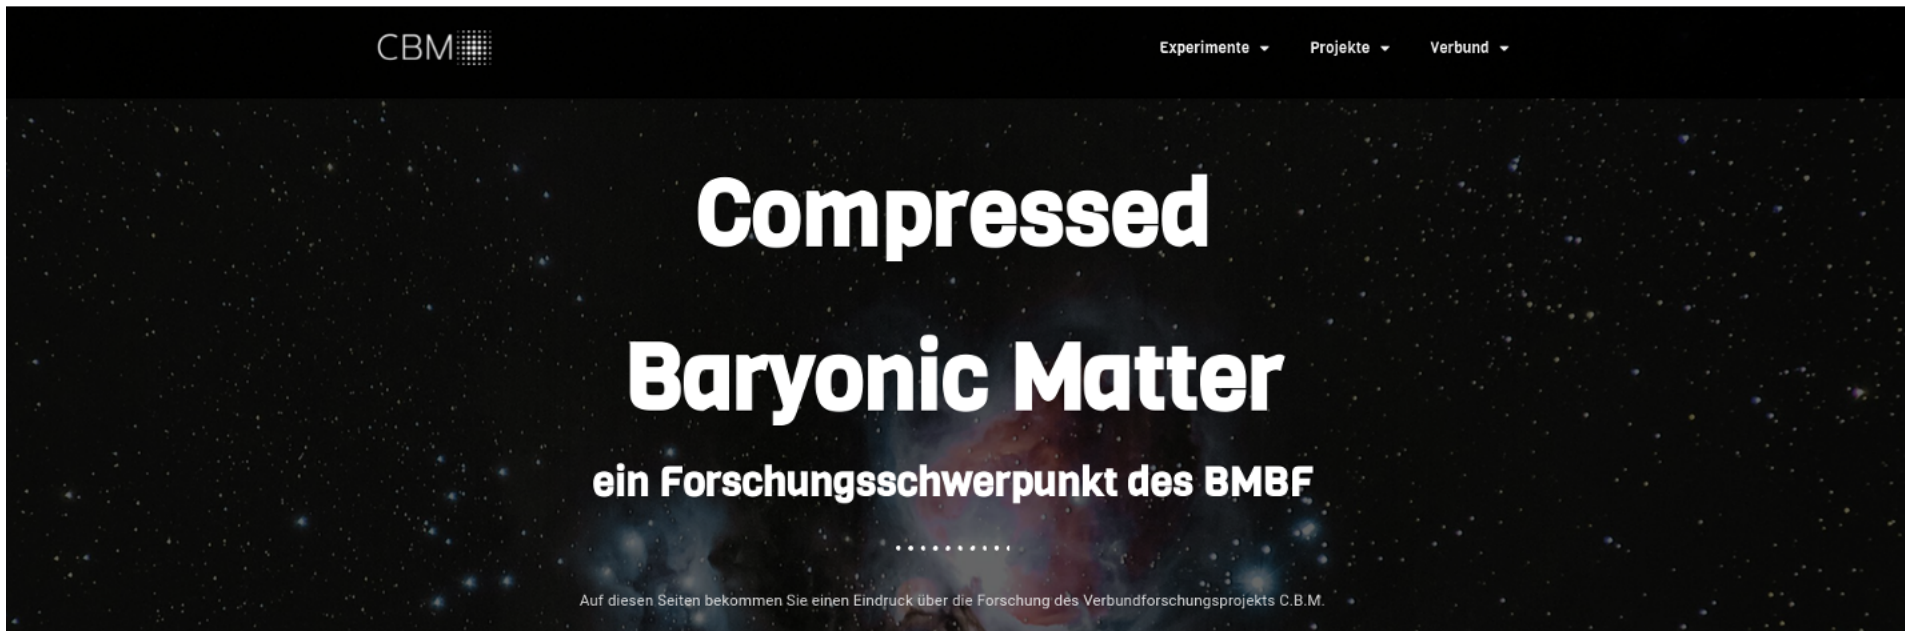 CBM
Experimente Projekte Verbund
Compressed
Baryonic Matter
ein Forschungsschwerpunkt des BMBF
Auf diesen Seiten bekommen Sie einen Eindruck über die Forschung des Verbundforschungsprojekts C.B.M.